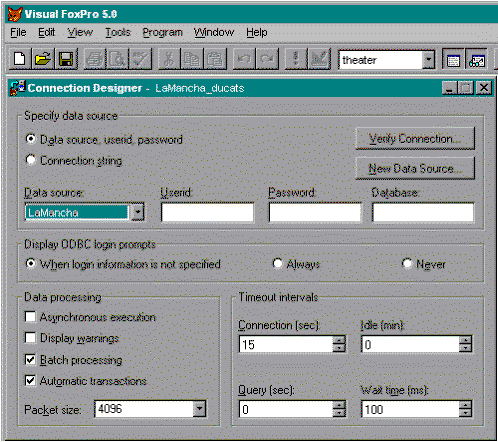 Visual FoxPro 5.0
File Edit View Tools Program Window Help
theater
Connection Designer - LaMancha_ducats
Specify data source
Data source, userid, password
Verify Connection...
Connection string
New Data Source...
Data source: Userid: Password: Database:
LaMancha
Display ODBC login prompts
When login information is not specified Always Never
Data processing Timeout intervals
Asynchronous execution
Display warnings
Connection (sec): Idle (min):
15 0
Batch processing
Automatic transactions
Query (sec): Wait time (ms):
Packet size: 4096 0 100